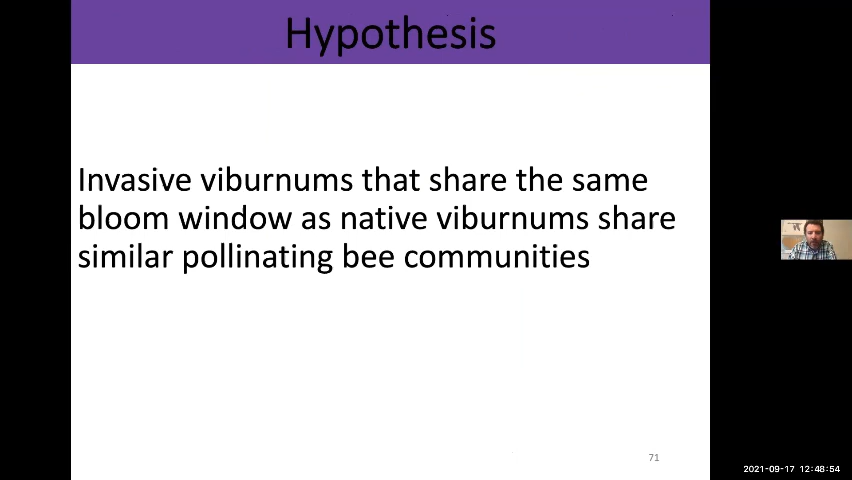 Hypothesis
Invasive viburnums that share the same
bloom window as native viburnums share
similar pollinating bee communities
71
2021-09-17 12:48:54